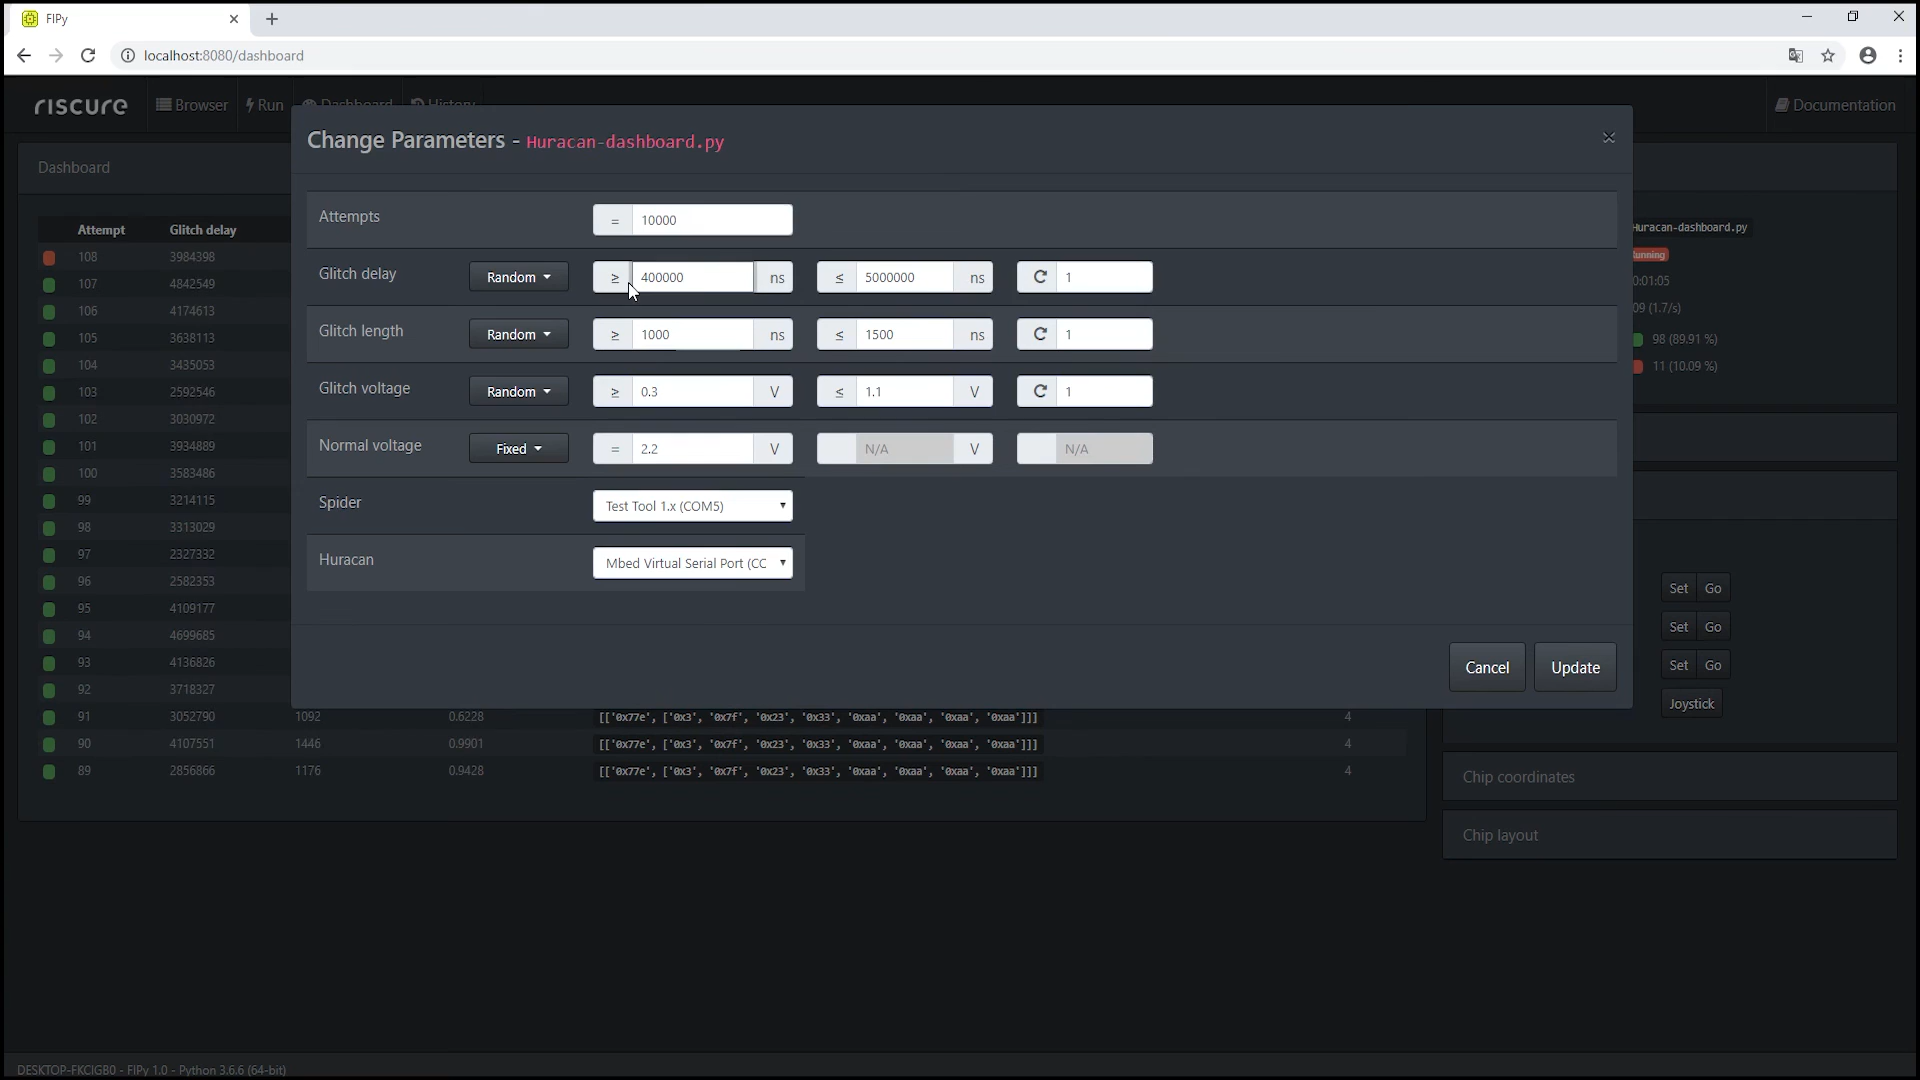 FIPy
localhost:8080/dashboard
riscure Browser Run Dashboard History Documentation
Change Parameters - Huracan-dashboard.py
Dashboard
Attempts = 10000
Attempt Glitch delay
Huracan-dashboard.py
108 3984398
Running
Glitch delay Random ≥ 400000 ns ≤ 5000000 ns 1
107 4842549
0:01:05
106 4174613
09 (1.7/s)
Glitch length Random ≥ 1000 ns ≤ 1500 ns 1
105 3638113
98 (89.91 %)
104 3435053
11 (10.09 %)
Glitch voltage Random ≥ 0.3 V ≤ 1.1 V 1
103 2592546
102 3030972
Normal voltage Fixed = 2.2 V N/A V N/A
101 3934889
100 3583486
Spider Test Tool 1.x (COM5)
99 3214115
98 3313029
Huracan Mbed Virtual Serial Port (CC
97 2327332
96 2582353
Set Go
95 4109177
94 4699685
Set Go
93 4136826
Cancel Update
Set Go
92 3718327
Joystick
91 3052790 1092 0.6228 [['0x77e', ['0x3', '0x7f', '0x23', '0x33', '0xaa', '0xaa', '0xaa', '0xaa']]] 4
90 4107551 1446 0.9901 [['0x77e', ['0x3', '0x7f', '0x23', '0x33', '0xaa', '0xaa', '0xaa', '0xaa']]] 4
89 2856866 1176 0.9428 [['0x77e', ['0x3', '0x7f', '0x23', '0x33', '0xaa', '0xaa', '0xaa', '0xaa']]] 4
Chip coordinates
Chip layout
DESKTOP-FKCIGB0 - FIPy 1.0 - Python 3.6.6 (64-bit)